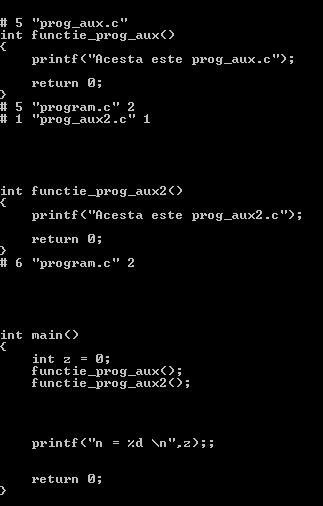 # 5 "prog_aux.c"
int functie_prog_aux()
{
    printf("Acesta este prog_aux.c");
    return 0;
}
# 5 "program.c" 2
# 1 "prog_aux2.c" 1
int functie_prog_aux2()
{
    printf("Acesta este prog_aux2.c");
    return 0;
}
# 6 "program.c" 2
int main()
{
    int z = 0;
    functie_prog_aux();
    functie_prog_aux2();
    printf("n = %d \n",z);;
    return 0;
}